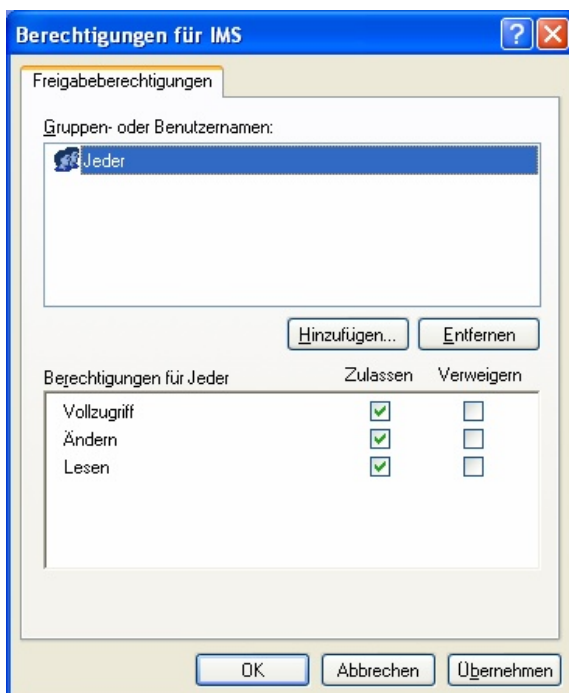 Berechtigungen für IMS
Freigabeberechtigungen
Gruppen- oder Benutzernamen:
Jeder
Hinzufügen... Entfernen
Berechtigungen für Jeder Zulassen Verweigern
Vollzugriff
Ändern
Lesen
OK Abbrechen Übernehmen